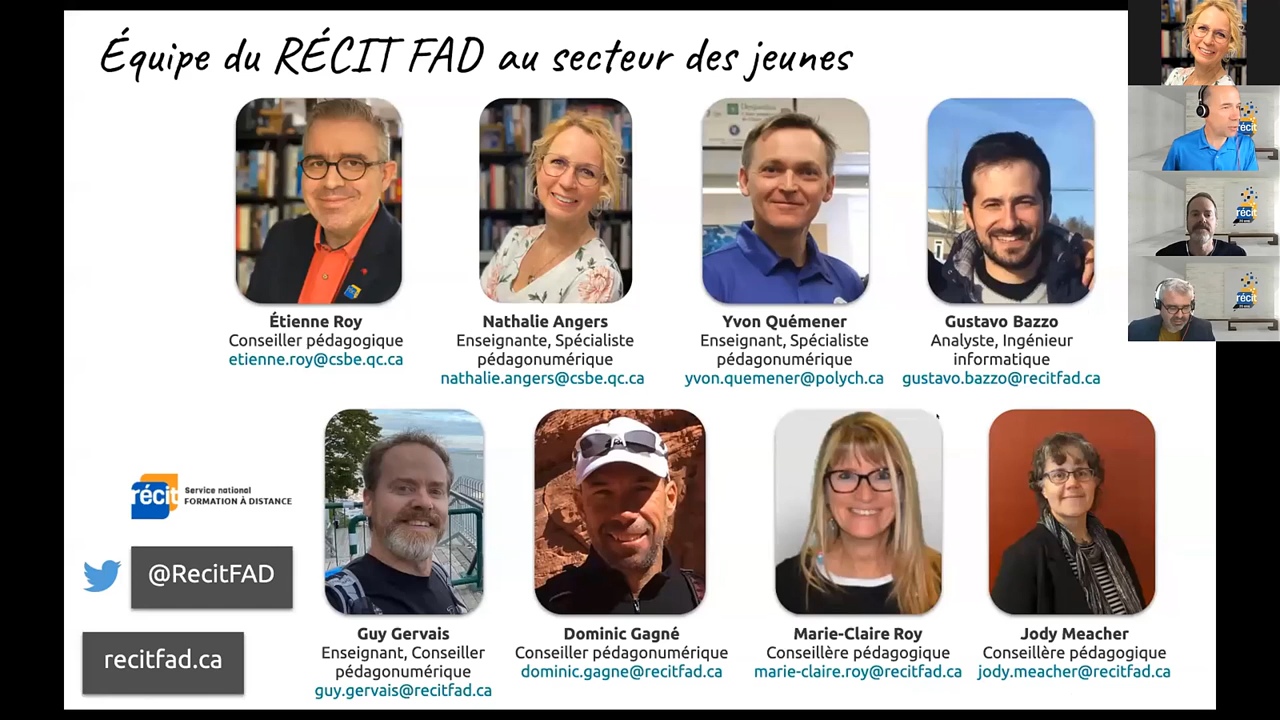 Équipe du RÉCIT FAD au secteur des jeunes
Étienne Roy
Conseiller pédagogique
etienne.roy@csbe.qc.ca
Nathalie Angers
Enseignante, Spécialiste
pédagonumérique
nathalie.angers@csbe.qc.ca
Yvon Quémener
Enseignant, Spécialiste
pédagonumérique
yvon.quemener@polych.ca
Gustavo Bazzo
Analyste, Ingénieur
informatique
gustavo.bazzo@recitfad.ca
récit
Service national
FORMATION À DISTANCE
@RecitFAD
recitfad.ca
Guy Gervais
Enseignant, Conseiller
pédagonumérique
guy.gervais@recitfad.ca
Dominic Gagné
Conseiller pédagonumérique
dominic.gagne@recitfad.ca
Marie-Claire Roy
Conseillère pédagogique
marie-claire.roy@recitfad.ca
Jody Meacher
Conseillère pédagogique
jody.meacher@recitfad.ca
récit
récit
récit